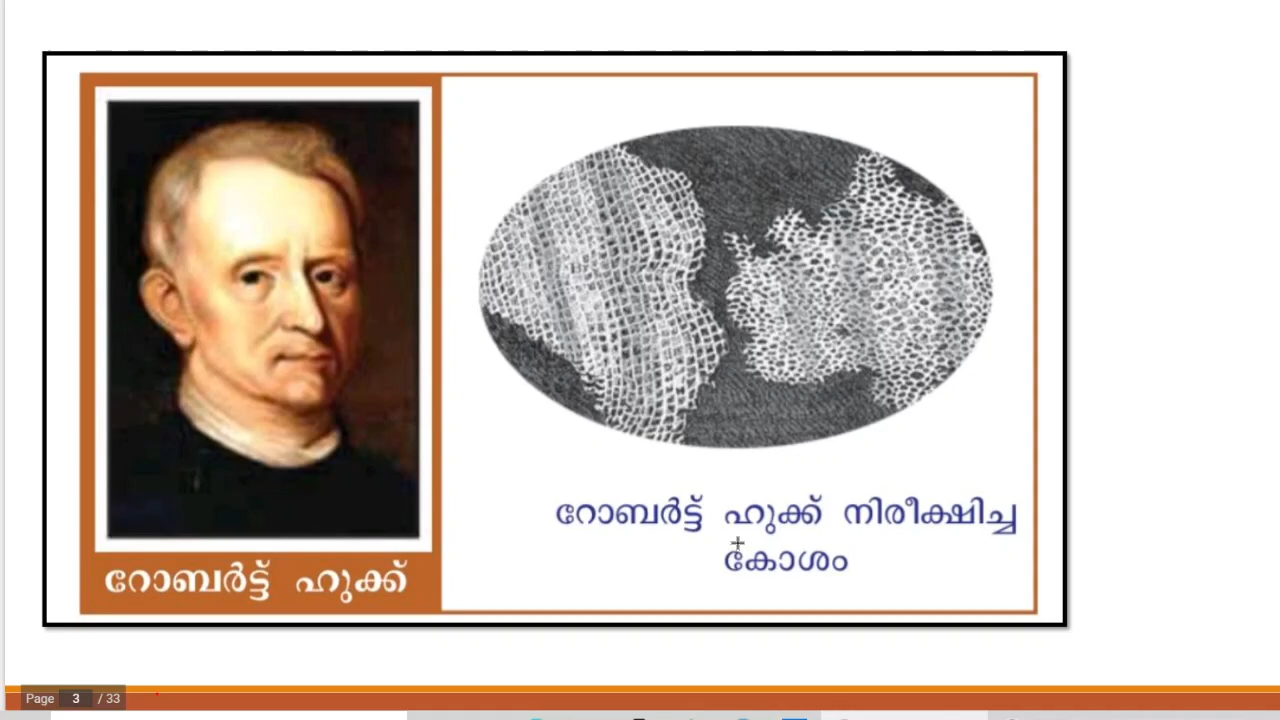 റോബർട്ട് ഹുക്ക്
റോബർട്ട് ഹുക്ക് നിരീക്ഷിച്ച
കോശം
Page 3 / 33